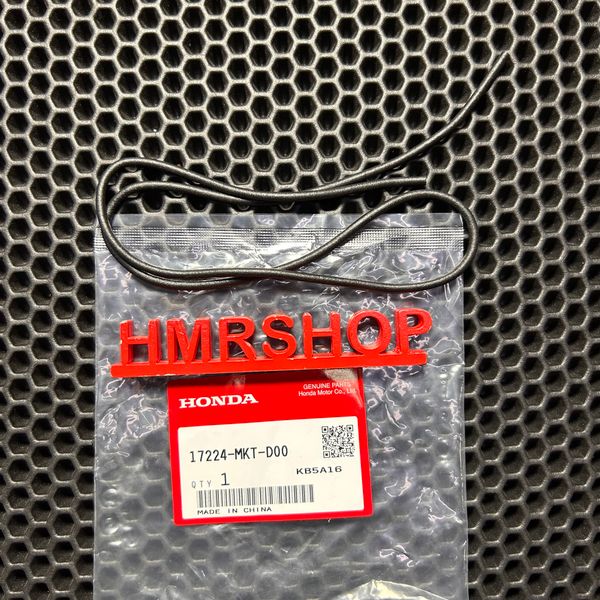 HMRSHOP
GENUINE PARTS
Honda Motor Co., Ltd.
HONDA
17224-MKT-D00
KB5A16
QTY 1
MADE IN CHINA